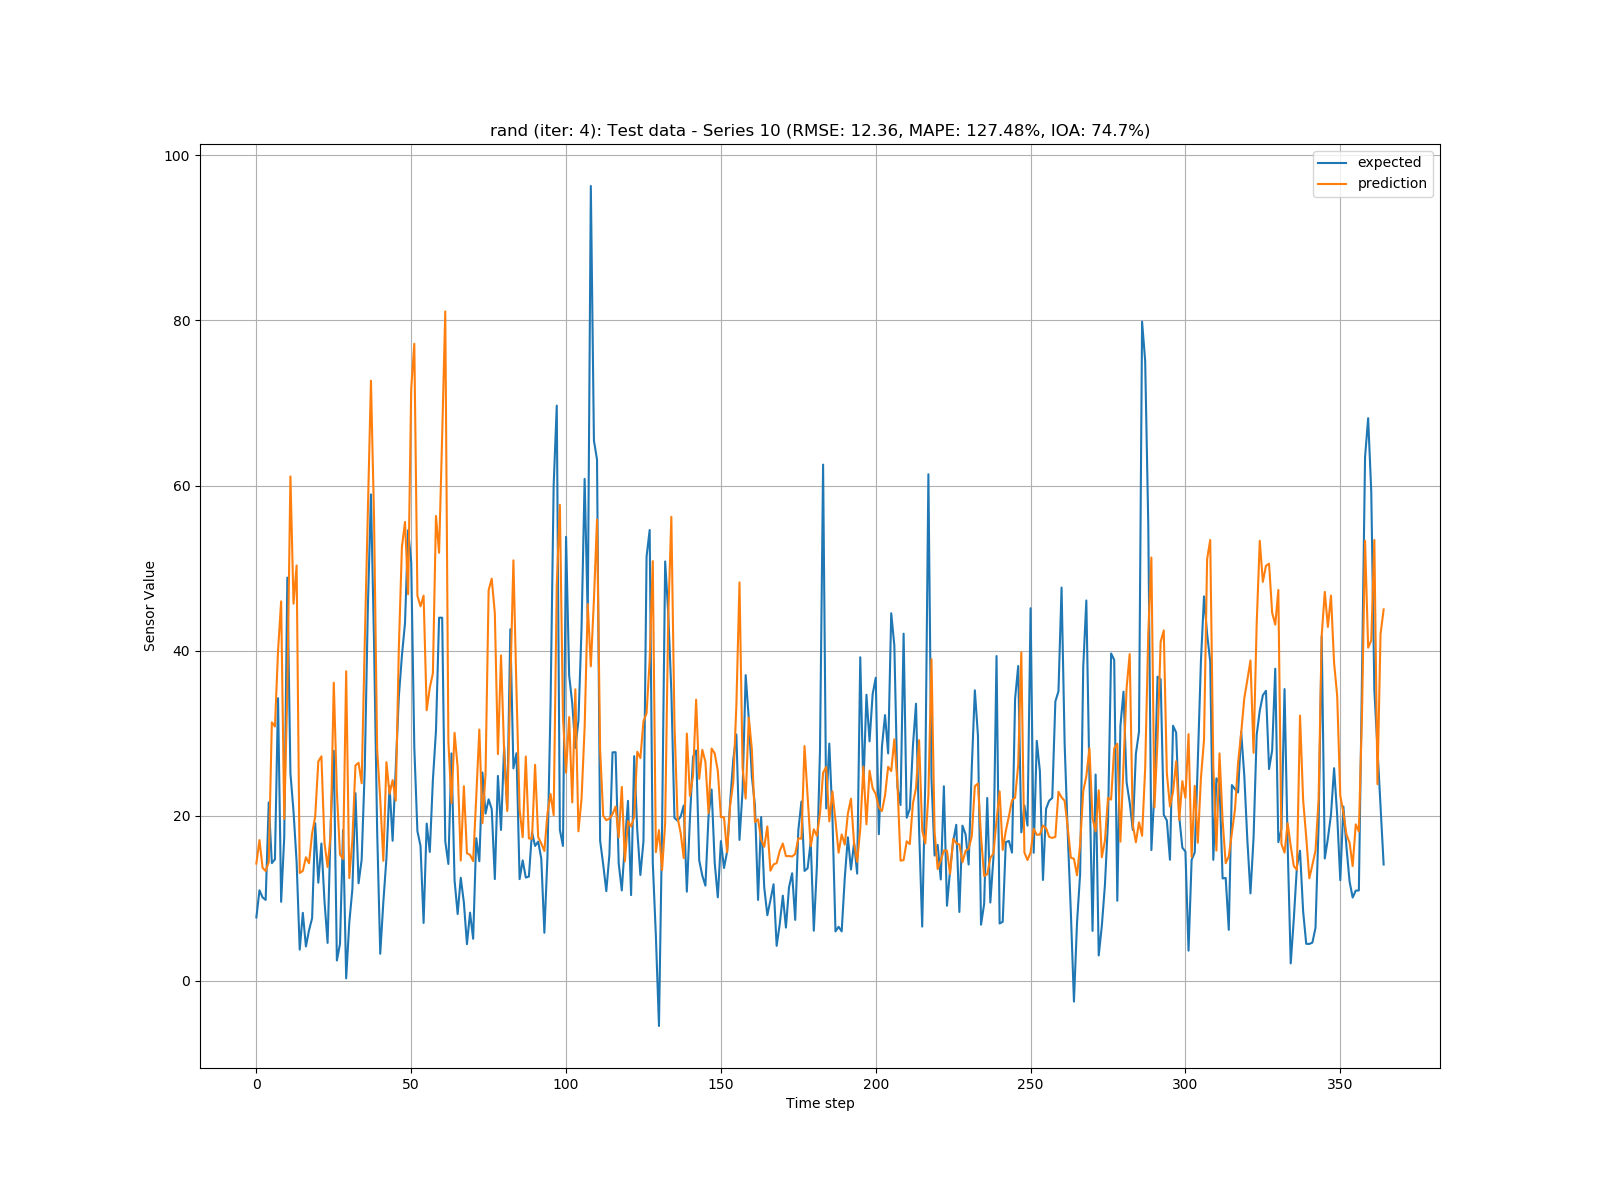 rand (iter: 4): Test data - Series 10 (RMSE: 12.36, MAPE: 127.48%, IOA: 74.7%)
expected
prediction
100
80
60
40
20
0
Sensor Value
0 50 100 150 200 250 300 350
Time step